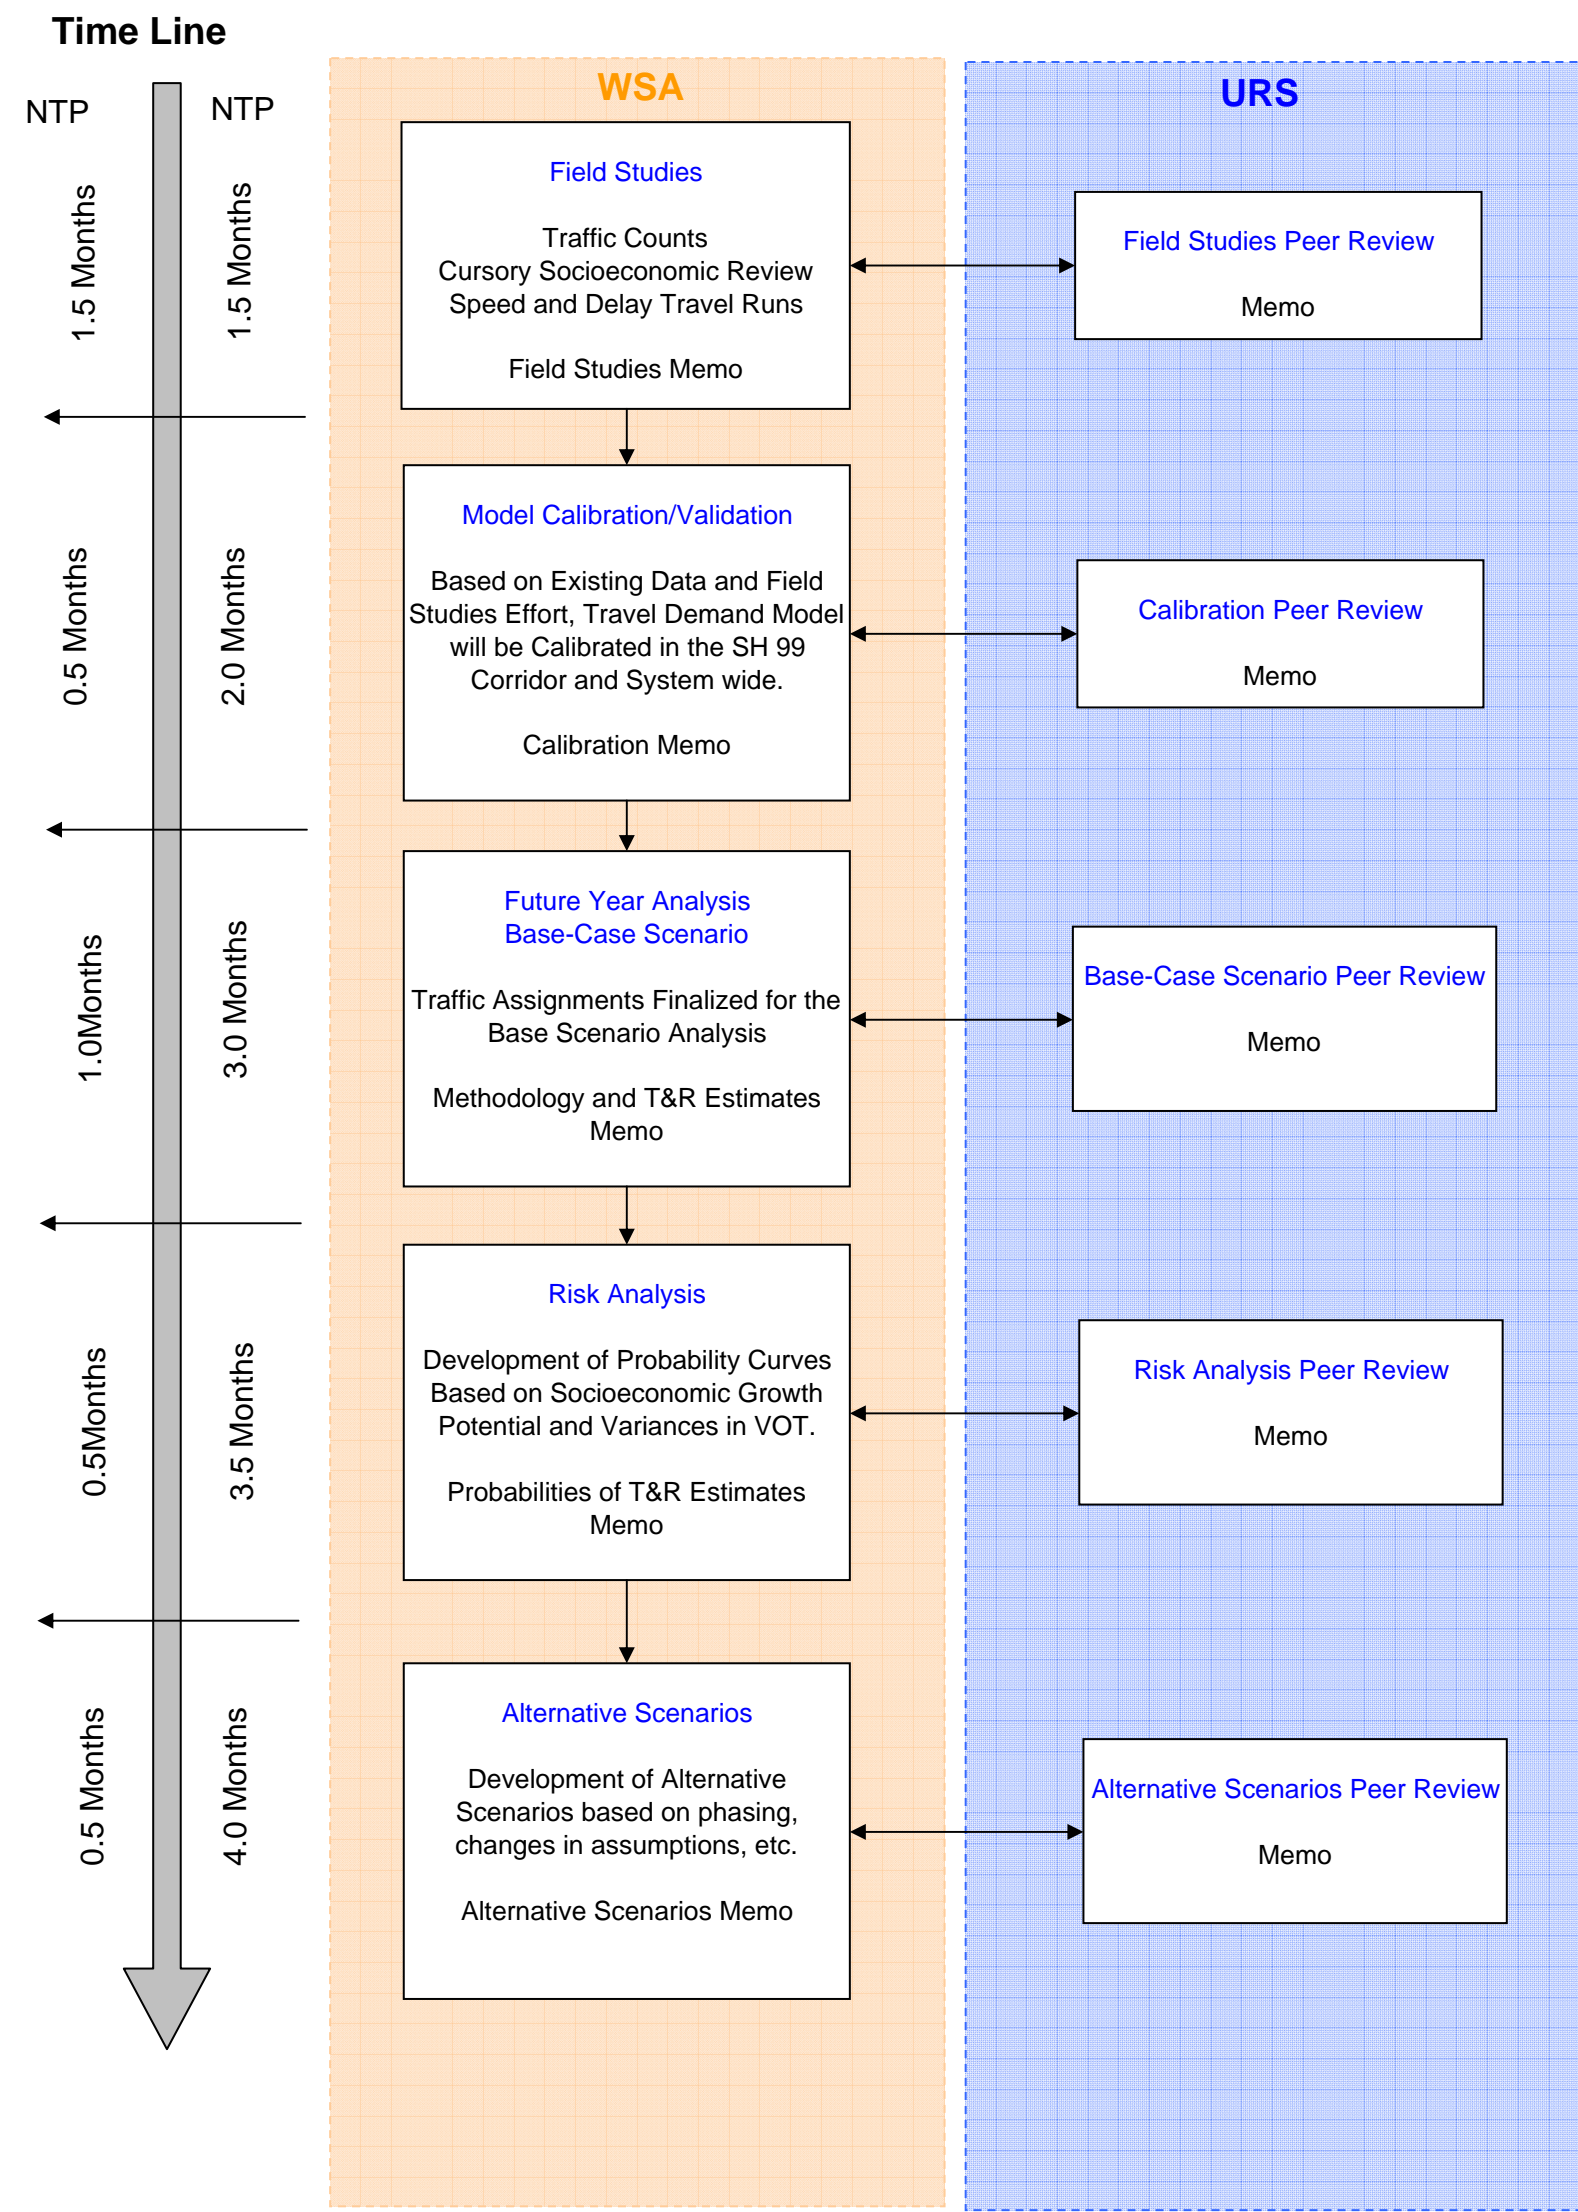 Time Line
NTP
NTP
1.5 Months
1.5 Months
0.5 Months
2.0 Months
1.0Months
3.0 Months
0.5Months
3.5 Months
0.5 Months
4.0 Months
WSA
Field Studies
Traffic Counts
Cursory Socioeconomic Review
Speed and Delay Travel Runs
Field Studies Memo
Model Calibration/Validation
Based on Existing Data and Field
Studies Effort, Travel Demand Model
will be Calibrated in the SH 99
Corridor and System wide.
Calibration Memo
Future Year Analysis
Base-Case Scenario
Traffic Assignments Finalized for the
Base Scenario Analysis
Methodology and T&R Estimates
Memo
Risk Analysis
Development of Probability Curves
Based on Socioeconomic Growth
Potential and Variances in VOT.
Probabilities of T&R Estimates
Memo
Alternative Scenarios
Development of Alternative
Scenarios based on phasing,
changes in assumptions, etc.
Alternative Scenarios Memo
URS
Field Studies Peer Review
Memo
Calibration Peer Review
Memo
Base-Case Scenario Peer Review
Memo
Risk Analysis Peer Review
Memo
Alternative Scenarios Peer Review
Memo